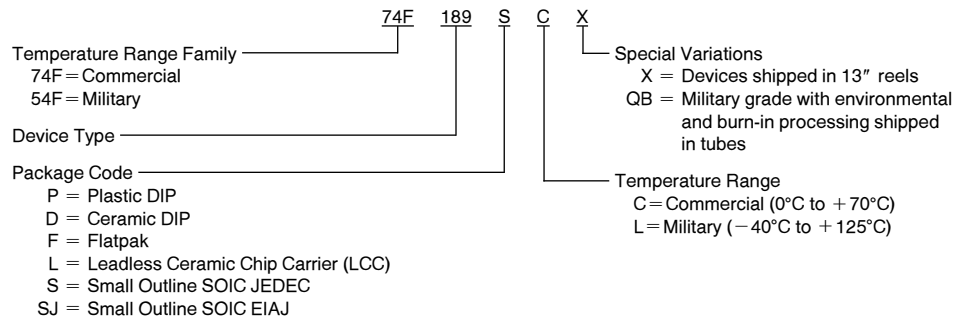 74F 189 S C X
Temperature Range Family
74F = Commercial
54F = Military
Device Type
Package Code
P = Plastic DIP
D = Ceramic DIP
F = Flatpak
L = Leadless Ceramic Chip Carrier (LCC)
S = Small Outline SOIC JEDEC
SJ = Small Outline SOIC EIAJ
Special Variations
X = Devices shipped in 13″ reels
QB = Military grade with environmental
and burn-in processing shipped
in tubes
Temperature Range
C = Commercial (0°C to +70°C)
L = Military (−40°C to +125°C)